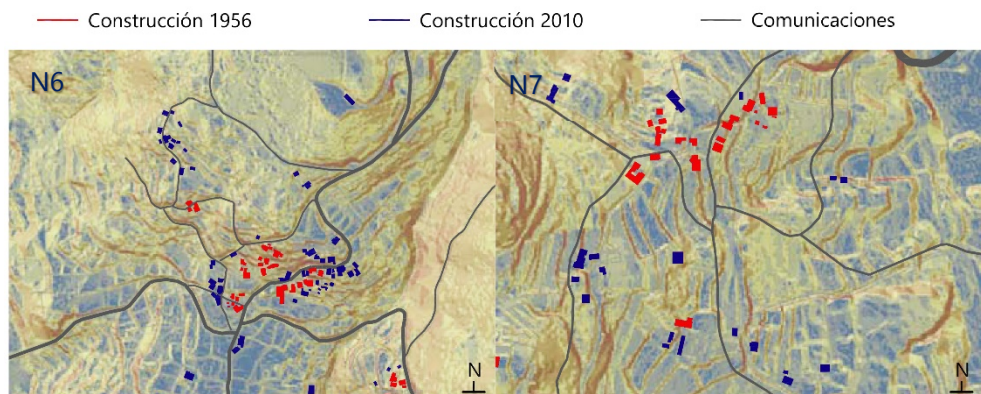 Construcción 1956
Construcción 2010
Comunicaciones
N6
N7
N
N